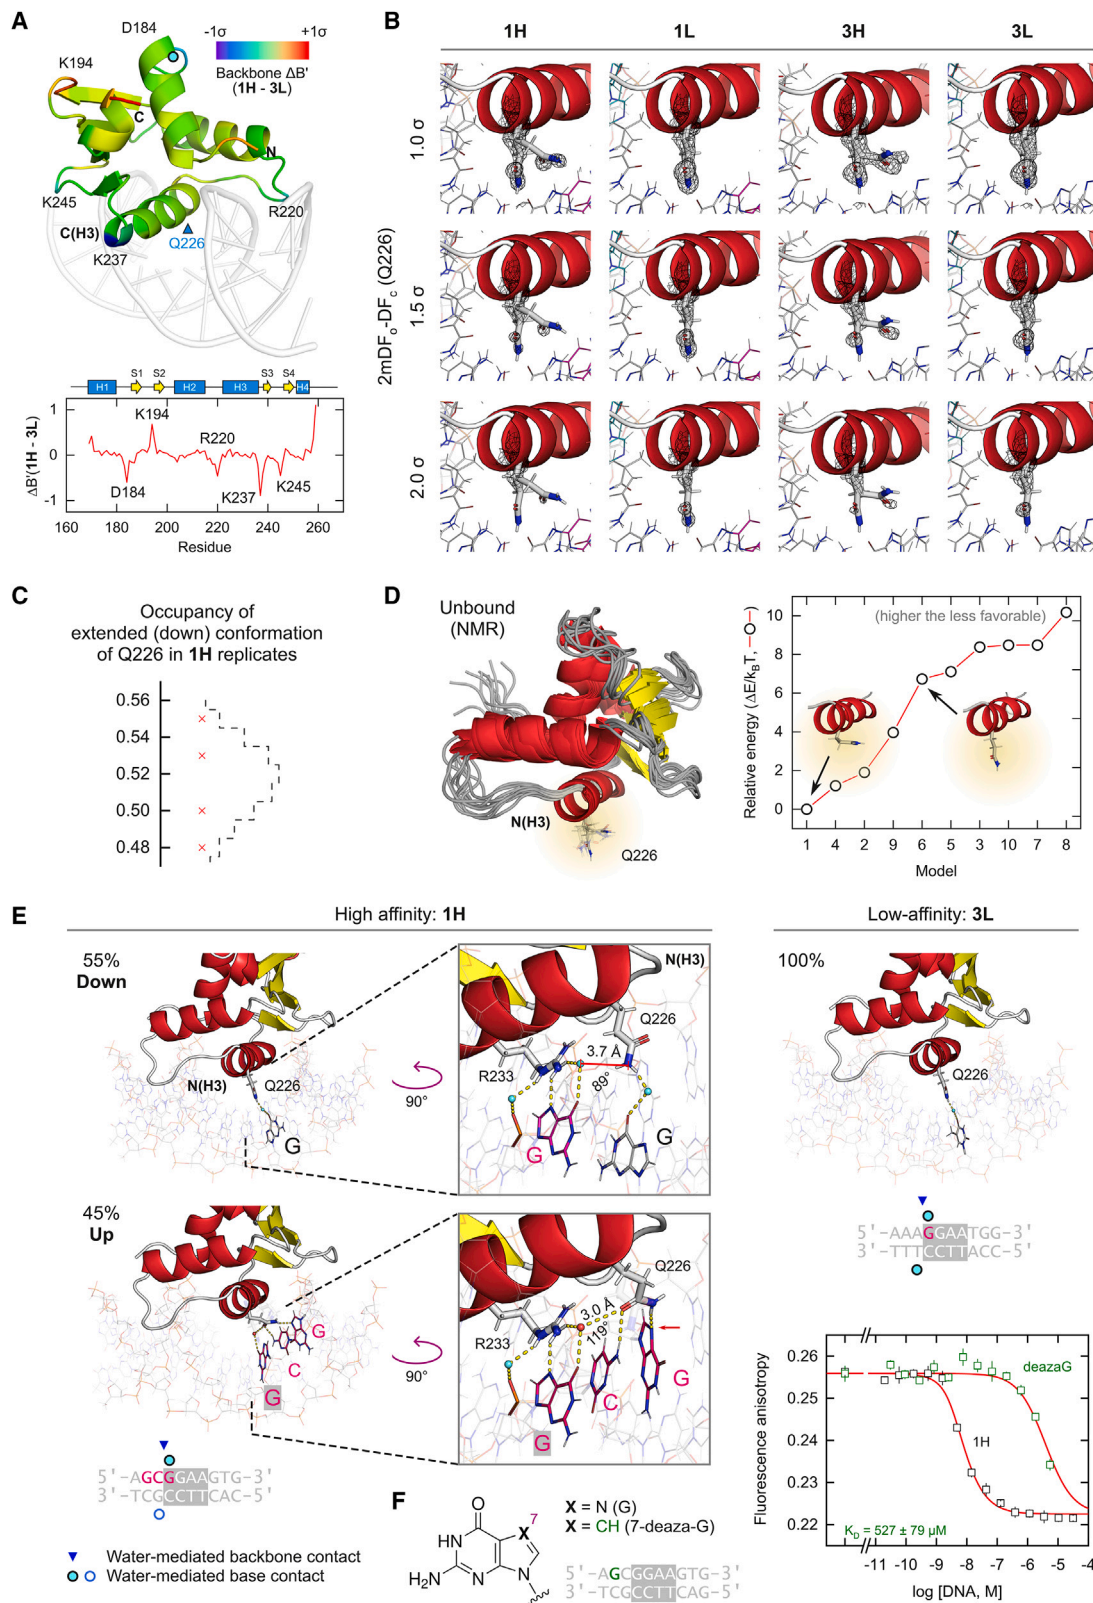 A
D184
-1σ
+1σ
K194
Backbone ΔB'
(1H - 3L)
C
N
K245
R220
C(H3)
Q226
K237
H1
S1
S2
H2
H3
S3
S4
H4
ΔB'(1H - 3L)
1
0
-1
K194
R220
D184
K237
K245
160
180
200
220
240
260
Residue
B
1H
1L
3H
3L
2mDFo-DFc (Q226)
1.0 σ
1.5 σ
2.0 σ
C
Occupancy of
extended (down) conformation
of Q226 in 1H replicates
0.56
0.54
0.52
0.50
0.48
D
Unbound
(NMR)
N(H3)
Q226
Relative energy (ΔE/kBT, —O—)
10
8
6
4
2
0
(higher the less favorable)
1
4
2
9
6
5
3
10
7
8
Model
E
High affinity: 1H
Low-affinity: 3L
55%
Down
N(H3)
Q226
G
90°
N(H3)
Q226
3.7 Å
89°
R233
G
G
100%
Q226
45%
Up
G
C
G
90°
Q226
3.0 Å
119°
R233
G
C
G
5'-AAAGGAATGG-3'
3'-TTTCCTTACC-5'
5'-AGCGGAAGTG-3'
3'-TCGCCTTCAC-5'
Water-mediated backbone contact
Water-mediated base contact
F
O
X
7
HN
H2N
N
N
X = N (G)
X = CH (7-deaza-G)
5'-AGCGGAAGTG-3'
3'-TCGCCTTCAG-5'
Fluorescence anisotropy
0.26
0.25
0.24
0.23
0.22
deazaG
1H
KD = 527 ± 79 μM
-11
-10
-9
-8
-7
-6
-5
-4
log [DNA, M]